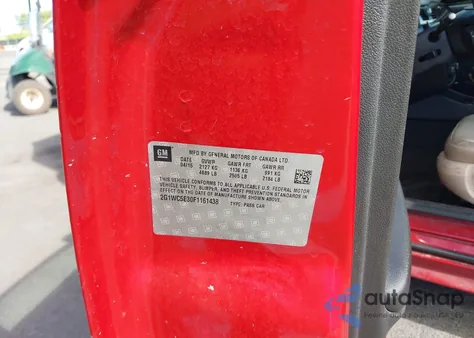 GM
MFD BY GENERAL MOTORS OF CANADA LTD.
DATE GVWR GAWR FRT GAWR RR
04/15 2127 KG 1136 KG 991 KG
4689 LB 2505 LB 2184 LB
THIS VEHICLE CONFORMS TO ALL APPLICABLE U.S. FEDERAL MOTOR
VEHICLE SAFETY, BUMPER, AND THEFT PREVENTION STANDARDS IN
EFFECT ON THE DATE OF MANUFACTURE SHOWN ABOVE.
2G1WC5E30F1161438 TYPE: PASS CAR
autoSnap